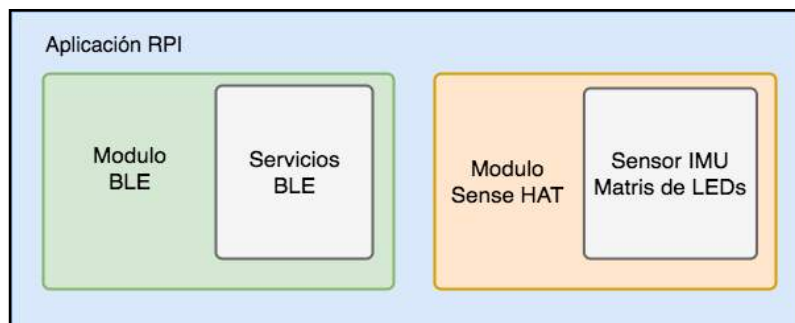 Aplicación RPI
Modulo
BLE
Servicios
BLE
Modulo
Sense HAT
Sensor IMU
Matris de LEDs